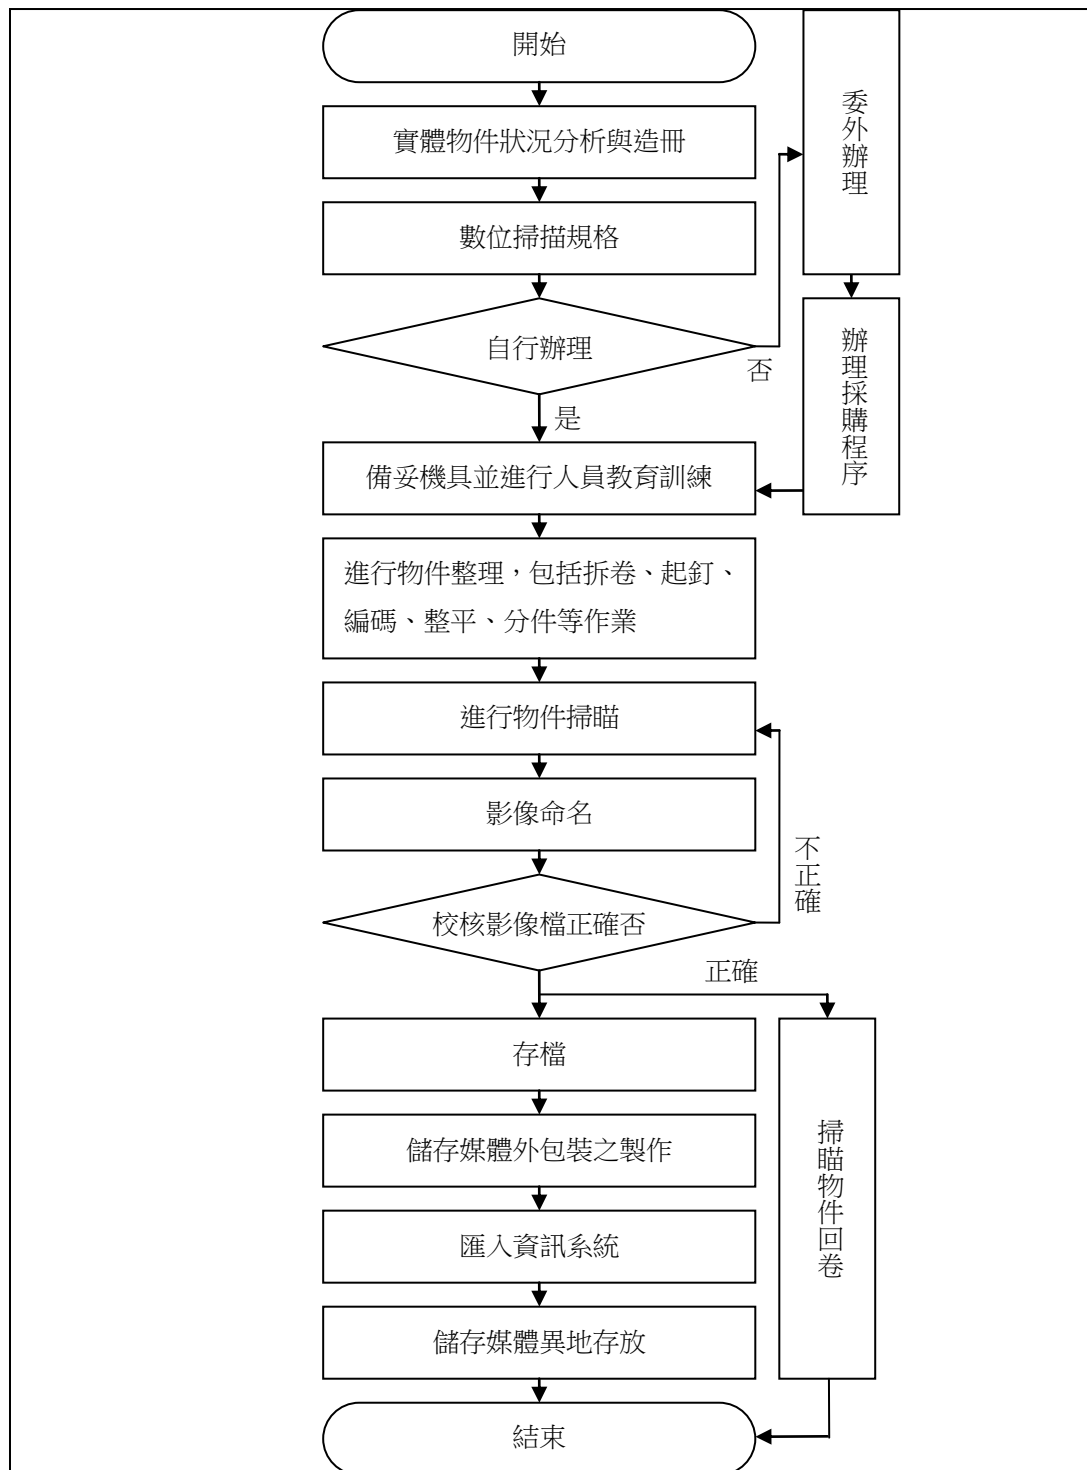 開始
實體物件狀況分析與造冊
數位掃描規格
自行辦理
否
委外辦理
辦理採購程序
是
備妥機具並進行人員教育訓練
進行物件整理，包括拆卷、起釘、
編碼、整平、分件等作業
進行物件掃瞄
影像命名
校核影像檔正確否
不正確
正確
存檔
儲存媒體外包裝之製作
匯入資訊系統
儲存媒體異地存放
掃瞄物件回卷
結束